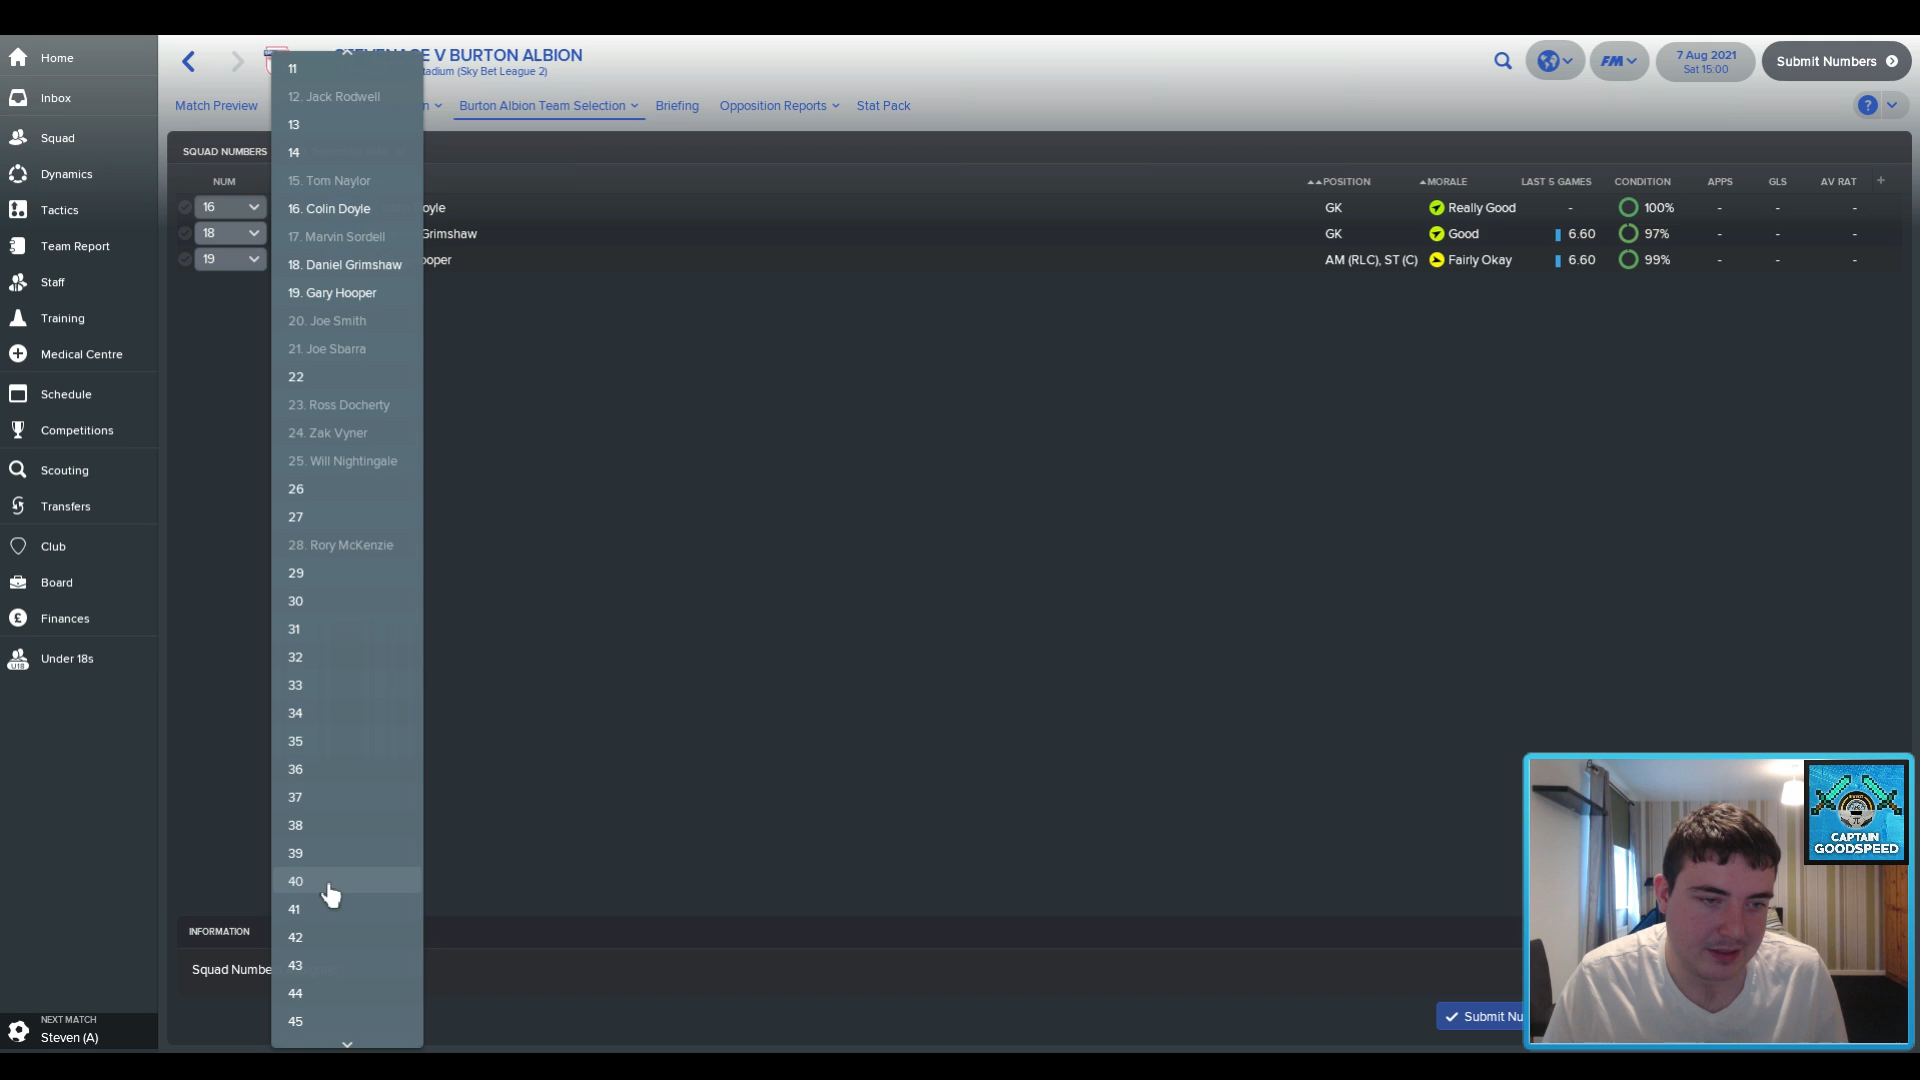 Home
Inbox
Squad
Dynamics
Tactics
Team Report
Staff
Training
Medical Centre
Schedule
Competitions
Scouting
Transfers
Club
Board
Finances
Under 18s
NEXT MATCH
Steven (A)
V BURTON ALBION
(Sky Bet League 2)
7 Aug 2021
Sat 15:00
Submit Numbers
FM
Match Preview
Burton Albion Team Selection
Briefing
Opposition Reports
Stat Pack
?
SQUAD NUMBERS
NUM
POSITION
MORALE
LAST 5 GAMES
CONDITION
APPS
GLS
AV RAT
+
16 GK Really Good - 100% - - -
18 Grimshaw GK Good 6.60 97% - - -
19 AM (RLC), ST (C) Fairly Okay 6.60 99% - - -
11
12. Jack Rodwell
13
14
15. Tom Naylor
16. Colin Doyle
17. Marvin Sordell
18. Daniel Grimshaw
19. Gary Hooper
20. Joe Smith
21. Joe Sbarra
22
23. Ross Docherty
24. Zak Vyner
25. Will Nightingale
26
27
28. Rory McKenzie
29
30
31
32
33
34
35
36
37
38
39
40
41
42
43
44
45
INFORMATION
Squad
Submit
CAPTAIN
GOODSPEED